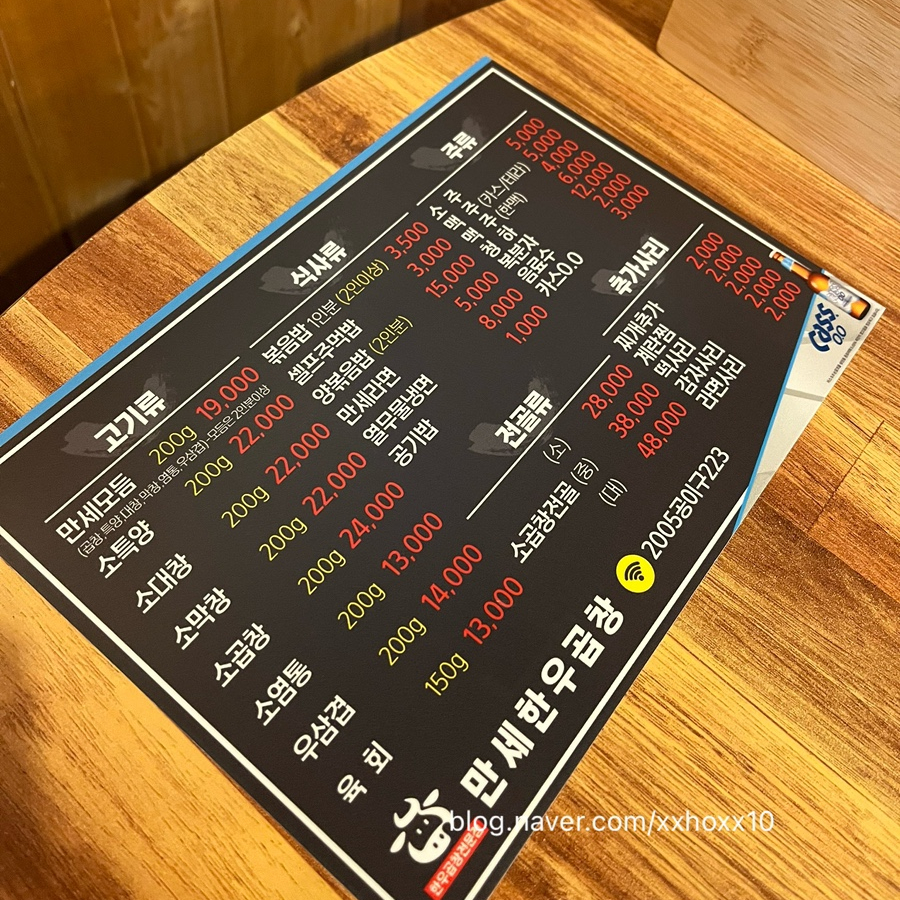 고기류
만세모듬 200g 19,000
(곱창,특양,대창,막창,염통,우삼겹)-모듬은 2인분이상
소특양 200g 22,000
소대창 200g 22,000
소막창 200g 22,000
소곱창 200g 24,000
소염통 200g 13,000
우삼겹 200g 14,000
육 회 150g 13,000
식사류
볶음밥 1인분 (2인이상) 3,500
셀프주먹밥 3,000
양볶음밥 (2인분) 15,000
만세라면 5,000
열무물냉면 8,000
공기밥 1,000
주류
소 주 5,000
맥 주 (카스/테라) 5,000
맥 주 (한맥) 4,000
청 하 6,000
복분자 12,000
음료수 2,000
카스0.0 3,000
전골류
소곱창전골 (소) 28,000
(중) 38,000
(대) 48,000
추가사리
찌개추가 2,000
계란찜 2,000
떡사리 2,000
감자사리 2,000
라면사리 2,000
Cass 0.0
만세한우곱창
2005공이구223
한우곱창전문점
blog.naver.com/xxhoxx10